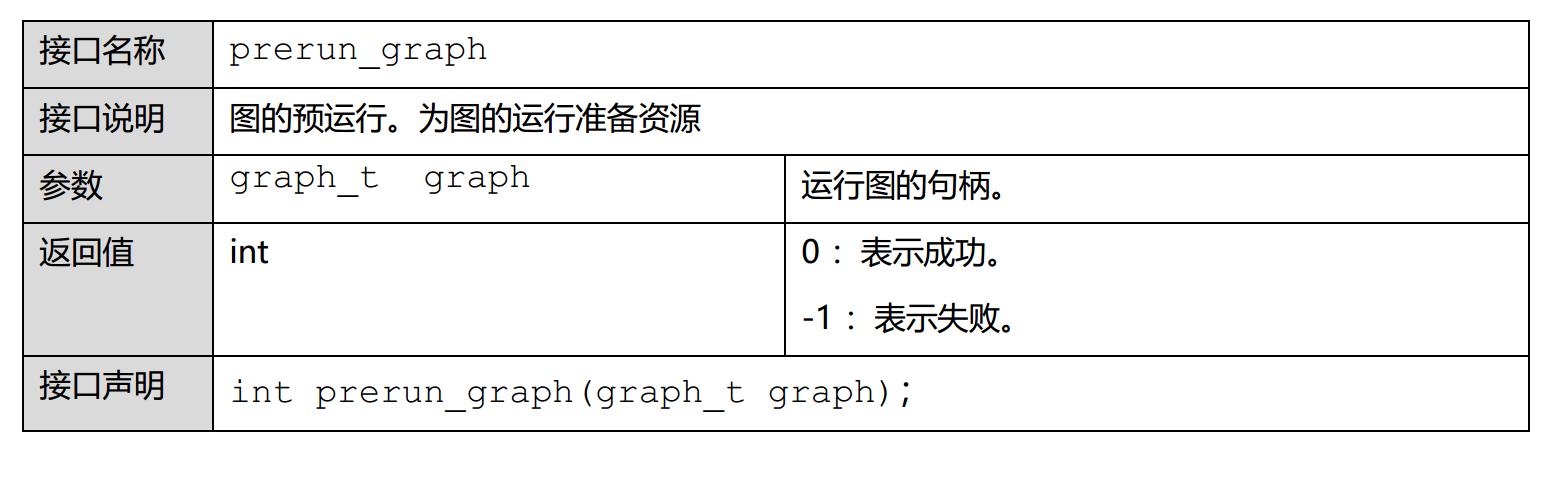 接口名称 prerun_graph
接口说明 图的预运行。为图的运行准备资源
参数 graph_t graph 运行图的句柄。
返回值 int 0 : 表示成功。
-1 : 表示失败。
接口声明 int prerun_graph(graph_t graph);